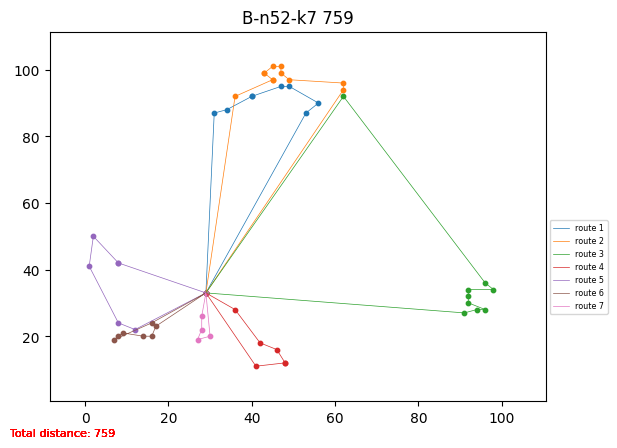 B-n52-k7 759
100
80
60
40
20
0
20
40
60
80
100
route 1
route 2
route 3
route 4
route 5
route 6
route 7
Total distance: 759